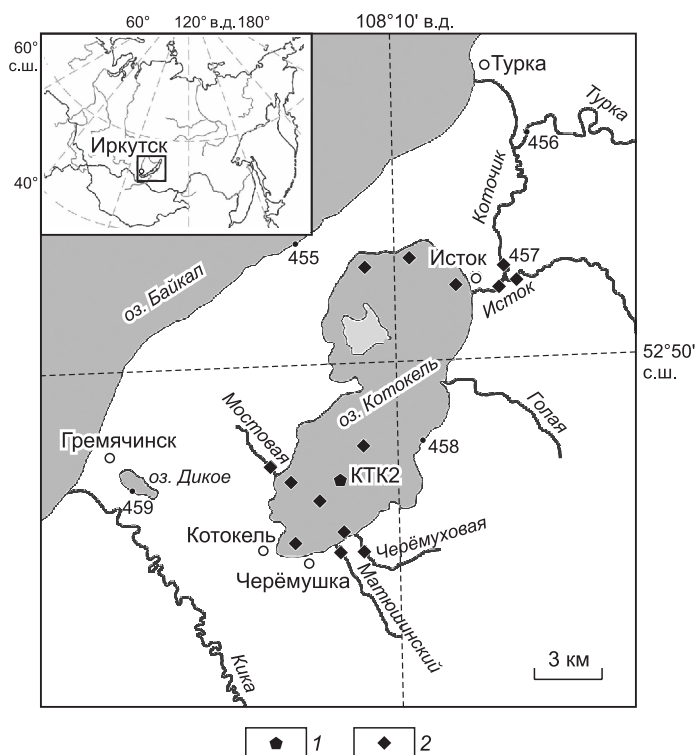 60° 120° в.д. 180°
108°10' в.д.
60°
с.ш.
40°
Иркутск
Турка
Турка
456
Коточик
455
Исток
457
Исток
оз. Байкал
52°50'
с.ш.
оз. Котокель
Голая
Мостовая
458
Гремячинск
оз. Дикое
459
КТК2
Котокель
Черёмушка
Черёмуховая
Матюшинский
Кика
3 км
1
2